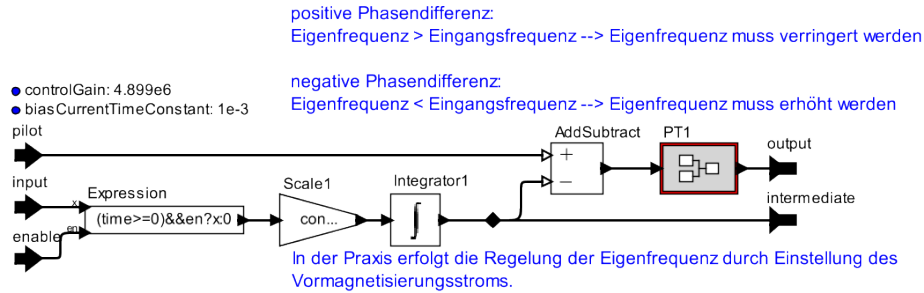 positive Phasendifferenz:
Eigenfrequenz > Eingangsfrequenz --> Eigenfrequenz muss verringert werden
negative Phasendifferenz:
Eigenfrequenz < Eingangsfrequenz --> Eigenfrequenz muss erhöht werden
controlGain: 4.899e6
biasCurrentTimeConstant: 1e-3
pilot
AddSubtract
PT1
output
+
−
input
Expression
Scale1
Integrator1
intermediate
x
(time>=0)&&en?x:0
con...
∫
enable
en
In der Praxis erfolgt die Regelung der Eigenfrequenz durch Einstellung des
Vormagnetisierungsstroms.